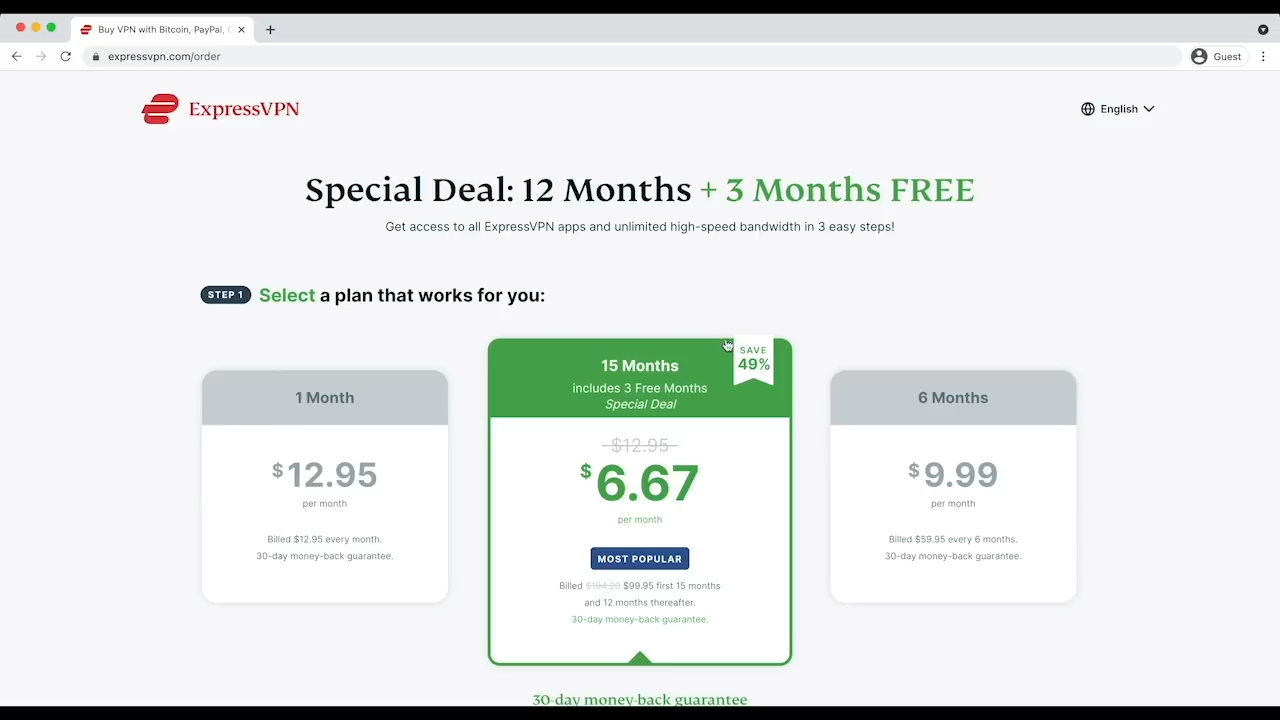 Buy VPN with Bitcoin, PayPal,
expressvpn.com/order
Guest
ExpressVPN
English
Special Deal: 12 Months + 3 Months FREE
Get access to all ExpressVPN apps and unlimited high-speed bandwidth in 3 easy steps!
STEP 1 Select a plan that works for you:
1 Month
$12.95
per month
Billed $12.95 every month.
30-day money-back guarantee.
SAVE
49%
15 Months
includes 3 Free Months
Special Deal
$12.95
$6.67
per month
MOST POPULAR
Billed $194.20 $99.95 first 15 months
and 12 months thereafter.
30-day money-back guarantee.
6 Months
$9.99
per month
Billed $59.95 every 6 months.
30-day money-back guarantee.
30-day money-back guarantee